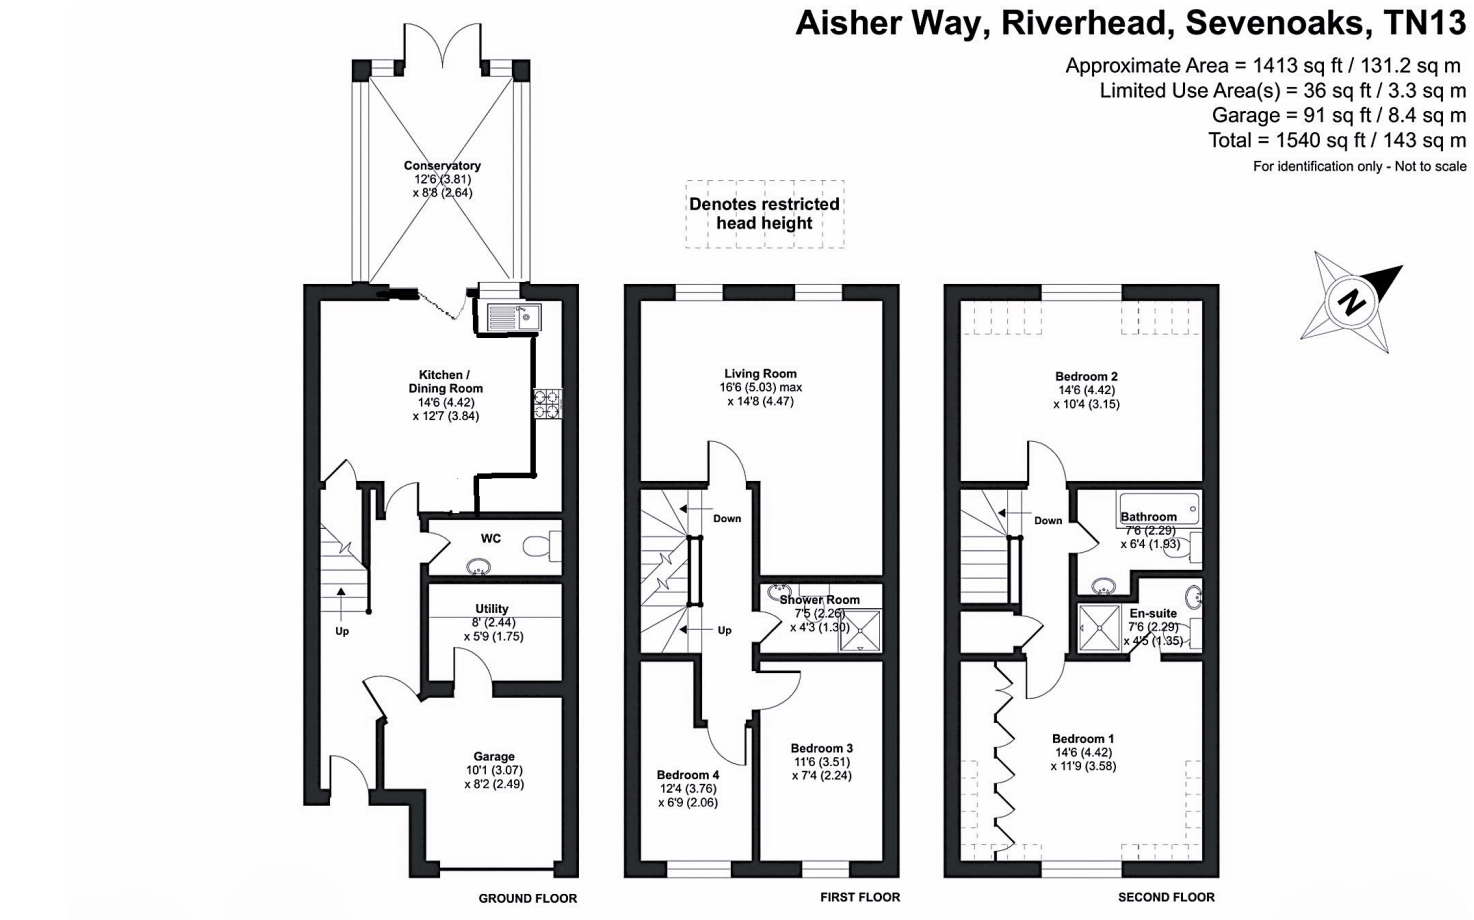 Aisher Way, Riverhead, Sevenoaks, TN13
Approximate Area = 1413 sq ft / 131.2 sq m
Limited Use Area(s) = 36 sq ft / 3.3 sq m
Garage = 91 sq ft / 8.4 sq m
Total = 1540 sq ft / 143 sq m
For identification only - Not to scale
Denotes restricted
head height
N
Conservatory
12'6 (3.81)
x 8'8 (2.64)
Kitchen /
Dining Room
14'6 (4.42)
x 12'7 (3.84)
WC
Utility
8' (2.44)
x 5'9 (1.75)
Up
Garage
10'1 (3.07)
x 8'2 (2.49)
GROUND FLOOR
Living Room
16'6 (5.03) max
x 14'8 (4.47)
Down
Shower Room
7'5 (2.26)
x 4'3 (1.30)
Up
Bedroom 3
11'6 (3.51)
x 7'4 (2.24)
Bedroom 4
12'4 (3.76)
x 6'9 (2.06)
FIRST FLOOR
Bedroom 2
14'6 (4.42)
x 10'4 (3.15)
Down
Bathroom
7'6 (2.29)
x 6'4 (1.93)
En-suite
7'6 (2.29)
x 4'5 (1.35)
Bedroom 1
14'6 (4.42)
x 11'9 (3.58)
SECOND FLOOR